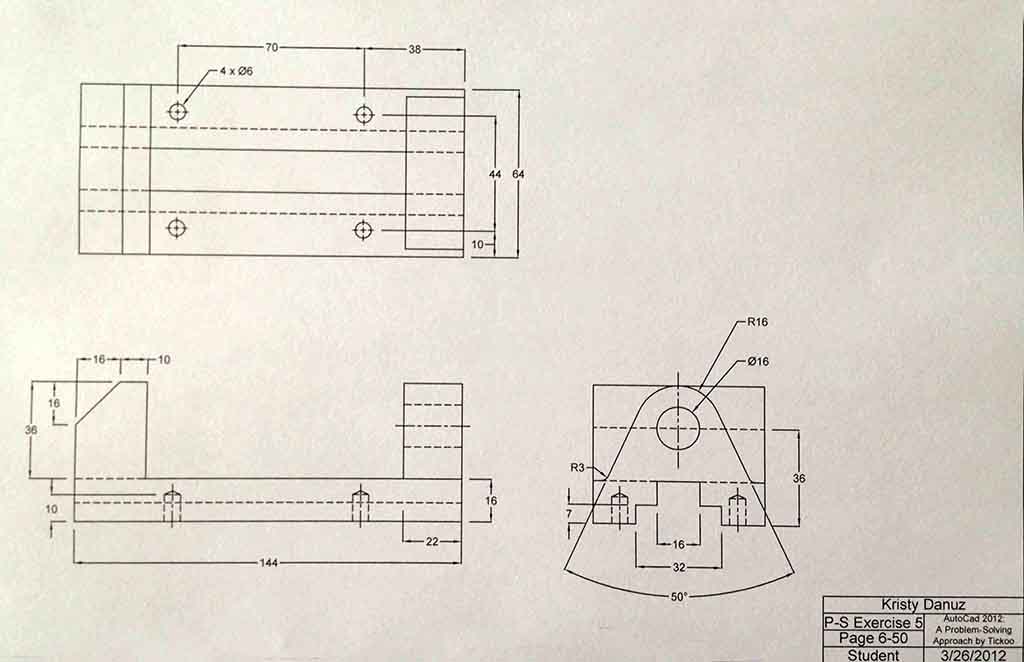 70
38
4 x Ø6
44
64
10
16
10
16
36
10
16
22
144
R16
Ø16
R3
36
7
16
32
50°
Kristy Danuz
P-S Exercise 5
Page 6-50
Student
AutoCad 2012:
A Problem-Solving
Approach by Tickoo
3/26/2012